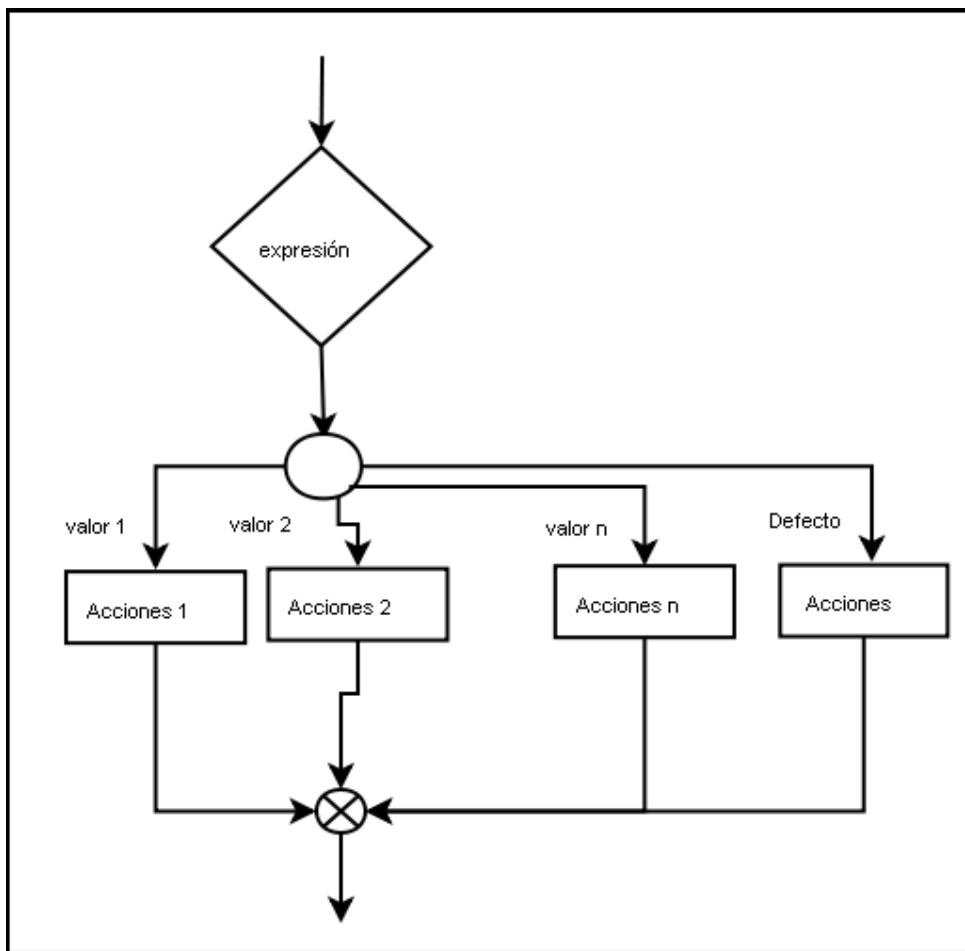 expresión
valor 1
valor 2
valor n
Defecto
Acciones 1
Acciones 2
Acciones n
Acciones